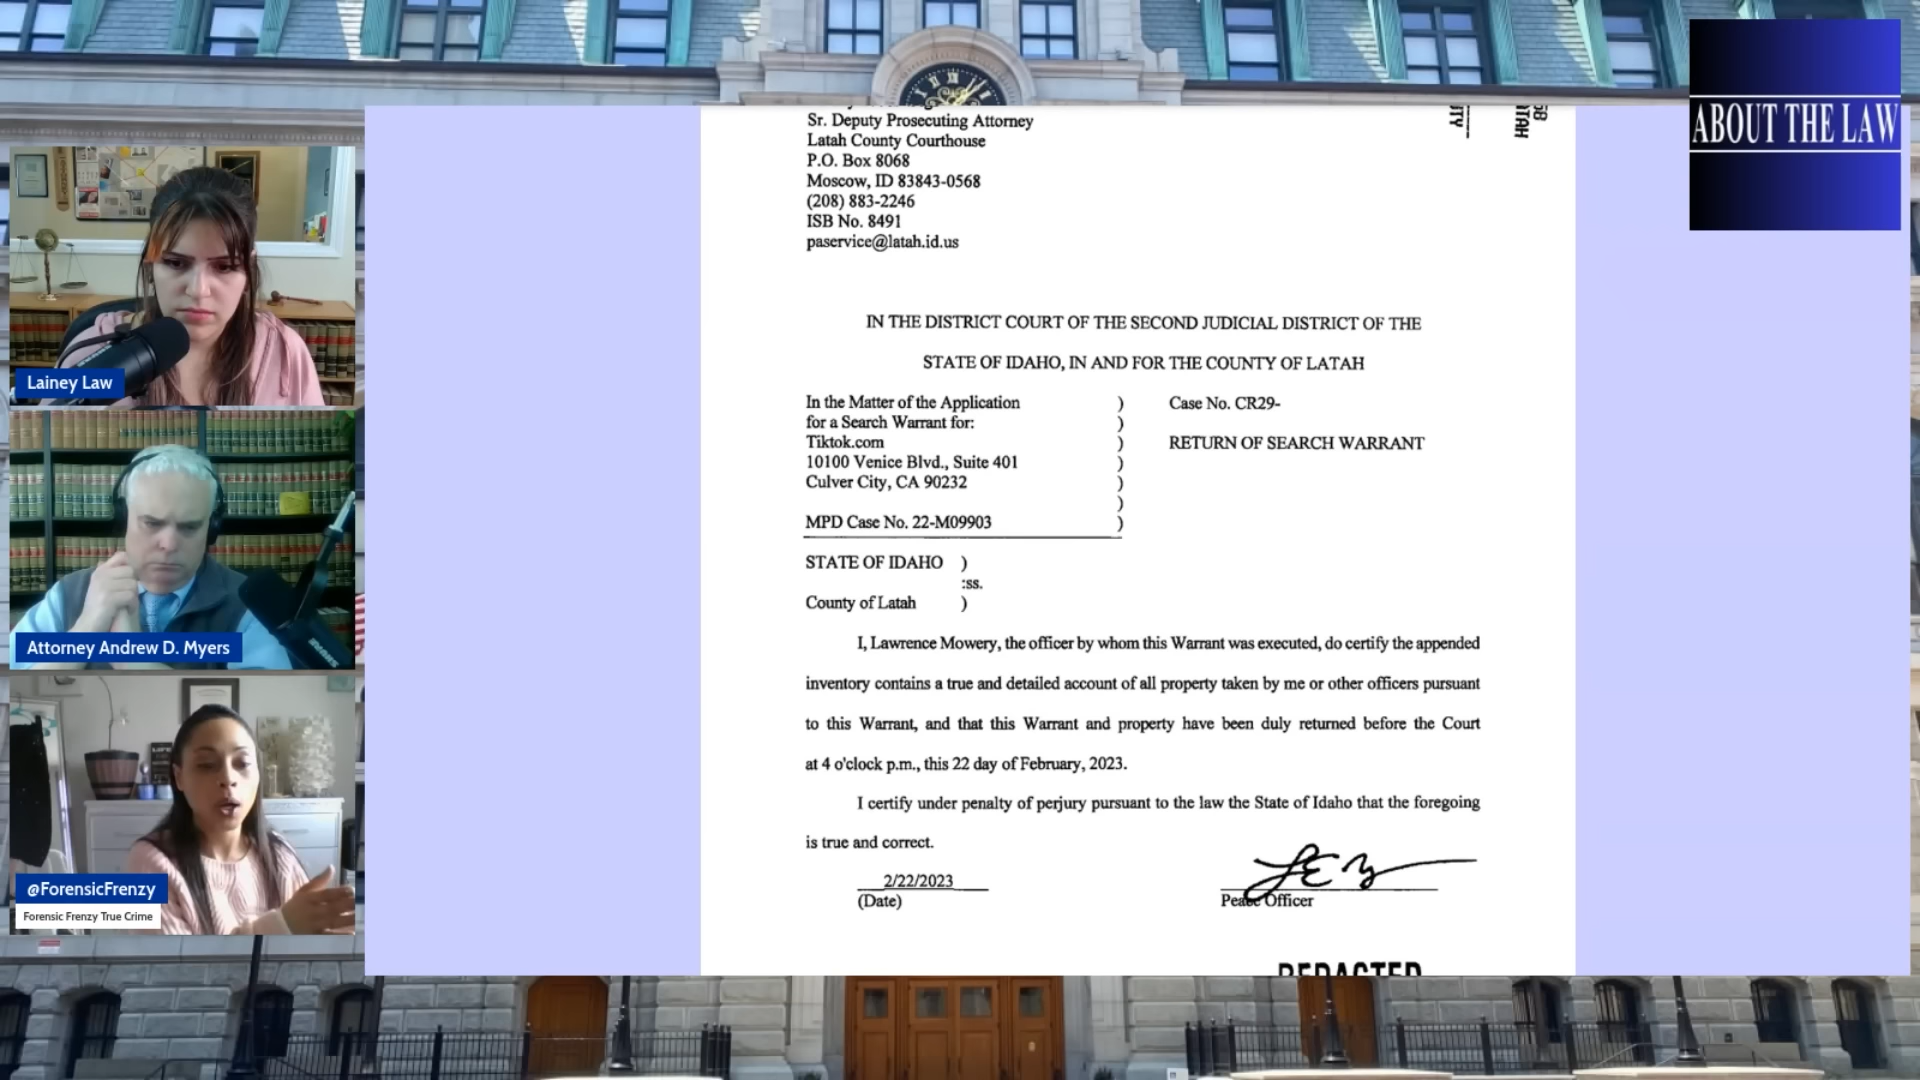 Sr. Deputy Prosecuting Attorney
Latah County Courthouse
P.O. Box 8068
Moscow, ID 83843-0568
(208) 883-2246
ISB No. 8491
paservice@latah.id.us
ABOUT THE LAW
IN THE DISTRICT COURT OF THE SECOND JUDICIAL DISTRICT OF THE
STATE OF IDAHO, IN AND FOR THE COUNTY OF LATAH
In the Matter of the Application )
for a Search Warrant for: )
Tiktok.com )
10100 Venice Blvd., Suite 401 )
Culver City, CA 90232 )
)
MPD Case No. 22-M09903 )
Case No. CR29-
RETURN OF SEARCH WARRANT
STATE OF IDAHO )
:ss.
County of Latah )
I, Lawrence Mowery, the officer by whom this Warrant was executed, do certify the appended
inventory contains a true and detailed account of all property taken by me or other officers pursuant
to this Warrant, and that this Warrant and property have been duly returned before the Court
at 4 o'clock p.m., this 22 day of February, 2023.
I certify under penalty of perjury pursuant to the law the State of Idaho that the foregoing
is true and correct.
2/22/2023
(Date)
Peace Officer
REDACTED
Lainey Law
Attorney Andrew D. Myers
@ForensicFrenzy
Forensic Frenzy True Crime